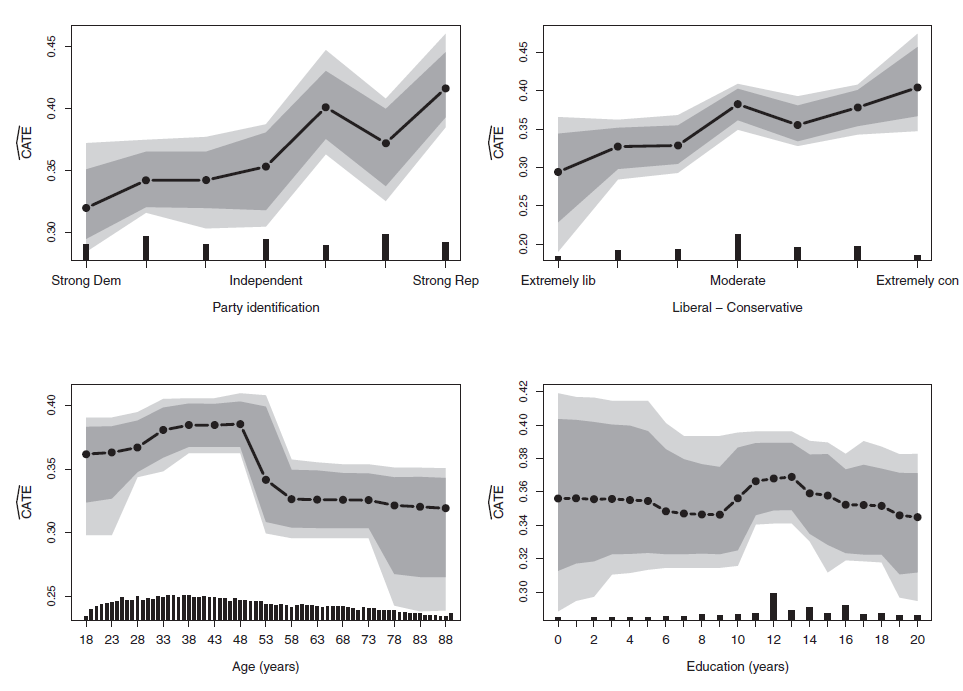 0.45
0.40
0.35
0.30
CATE
Strong Dem Independent Strong Rep
Party identification
0.45
0.40
0.35
0.30
0.25
0.20
CATE
Extremely lib Moderate Extremely con
Liberal – Conservative
0.40
0.35
0.30
0.25
CATE
18 23 28 33 38 43 48 53 58 63 68 73 78 83 88
Age (years)
0.42
0.40
0.38
0.36
0.34
0.32
0.30
CATE
0 2 4 6 8 10 12 14 16 18 20
Education (years)